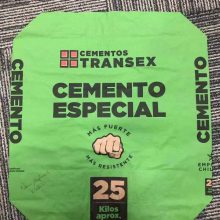 CEMENTOS
TRANSEX
CEMENTO
ESPECIAL
MÁS FUERTE
MÁS RESISTENTE
25
Kilos
aprox.
CEMENTO
CEMENTO